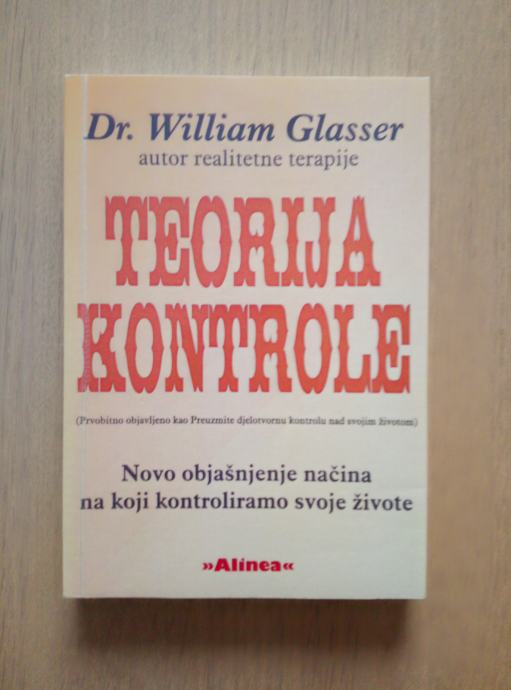 Dr. William Glasser
autor realitetne terapije
TEORIJA
KONTROLE
(Prvobitno objavljeno kao Preuzmite djelotvornu kontrolu nad svojim životom)
Novo objašnjenje načina
na koji kontroliramo svoje živote
»Alinea«